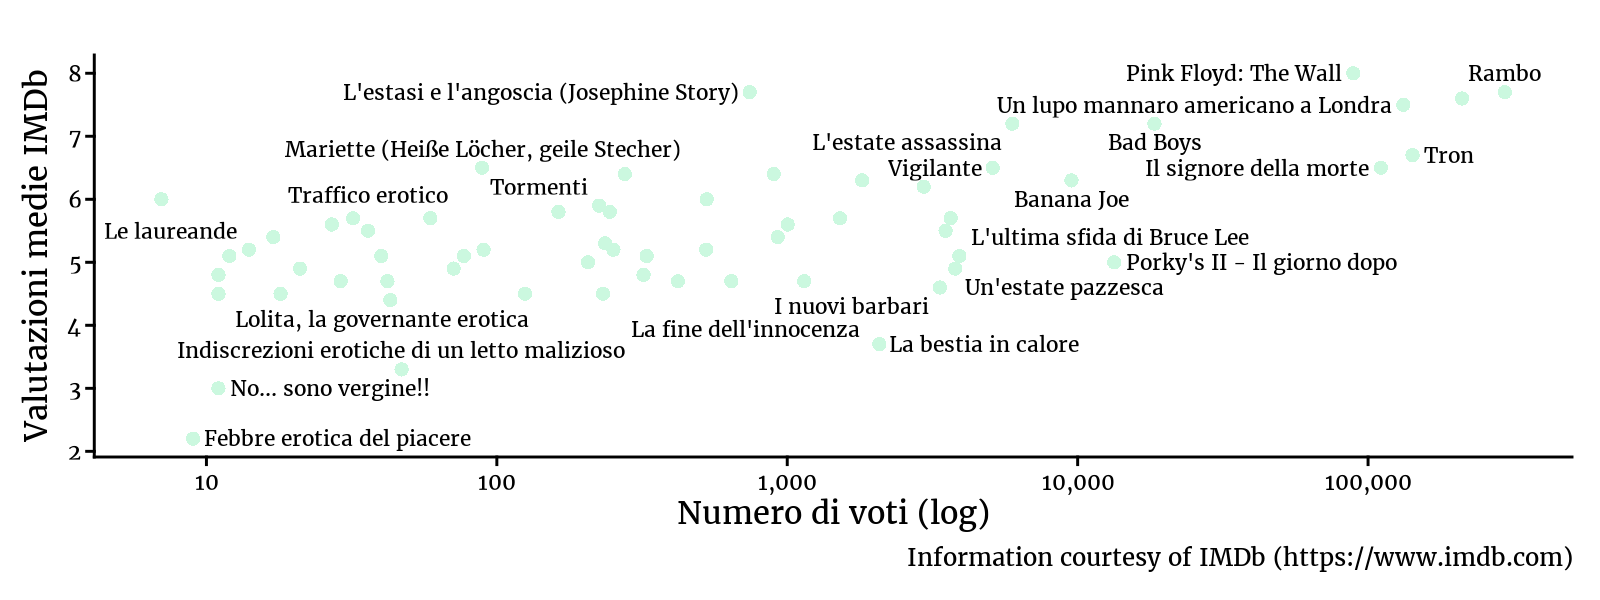 Valutazioni medie IMDb
8
7
6
5
4
3
2
Pink Floyd: The Wall
Rambo
L'estasi e l'angoscia (Josephine Story)
Un lupo mannaro americano a Londra
L'estate assassina
Bad Boys
Mariette (Heiße Löcher, geile Stecher)
Tron
Vigilante
Il signore della morte
Tormenti
Traffico erotico
Banana Joe
Le laureande
L'ultima sfida di Bruce Lee
Porky's II - Il giorno dopo
Un'estate pazzesca
I nuovi barbari
Lolita, la governante erotica
La fine dell'innocenza
La bestia in calore
Indiscrezioni erotiche di un letto malizioso
No... sono vergine!!
Febbre erotica del piacere
10
100
1,000
10,000
100,000
Numero di voti (log)
Information courtesy of IMDb (https://www.imdb.com)